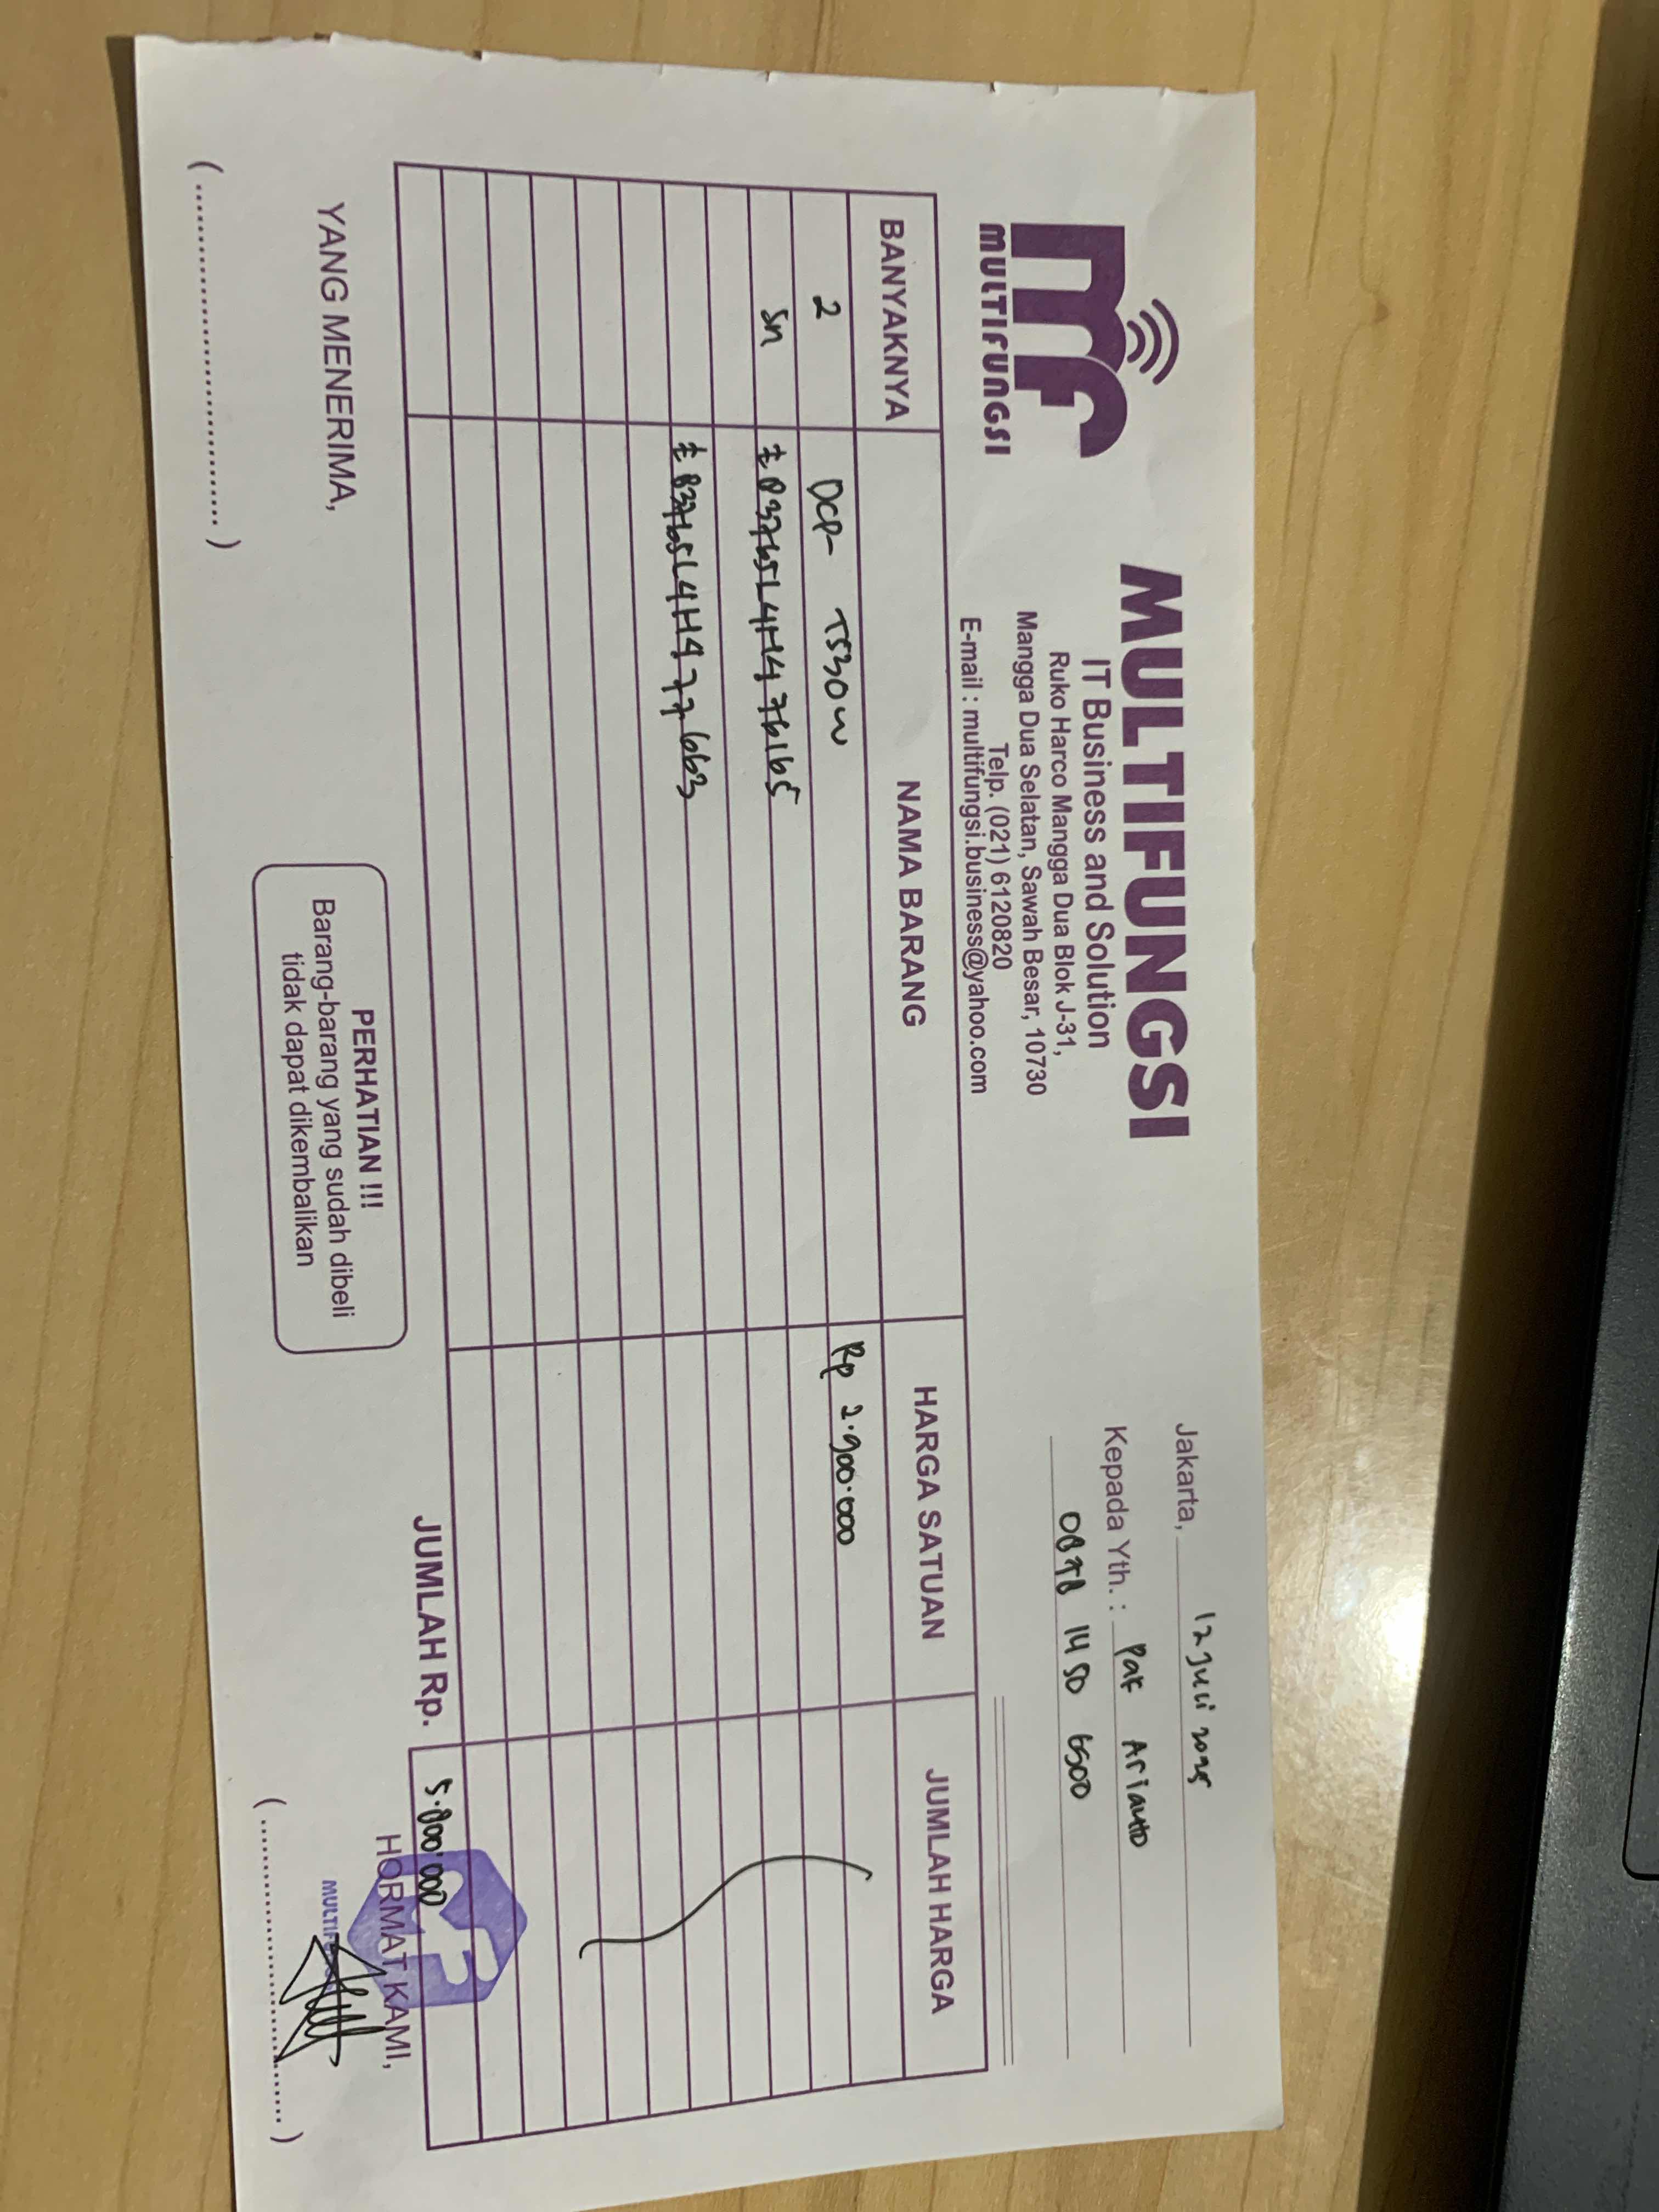 MULTIFUNGSI
MULTIFUNGSI
IT Business and Solution
Ruko Harco Mangga Dua Blok J-31,
Mangga Dua Selatan, Sawah Besar, 10730
Telp. (021) 6120820
E-mail : multifungsi.business@yahoo.com
Jakarta, 12 Juli 2025
Kepada Yth. : Pak Arianto
0878 1450 6500
BANYAKNYA NAMA BARANG HARGA SATUAN JUMLAH HARGA
2 DCP- T530W Rp 2.900.000
SN
JUMLAH Rp. 5.800.000
YANG MENERIMA,
PERHATIAN !!!
Barang-barang yang sudah dibeli
tidak dapat dikembalikan
HORMAT KAMI,
(..............................)
(..............................)